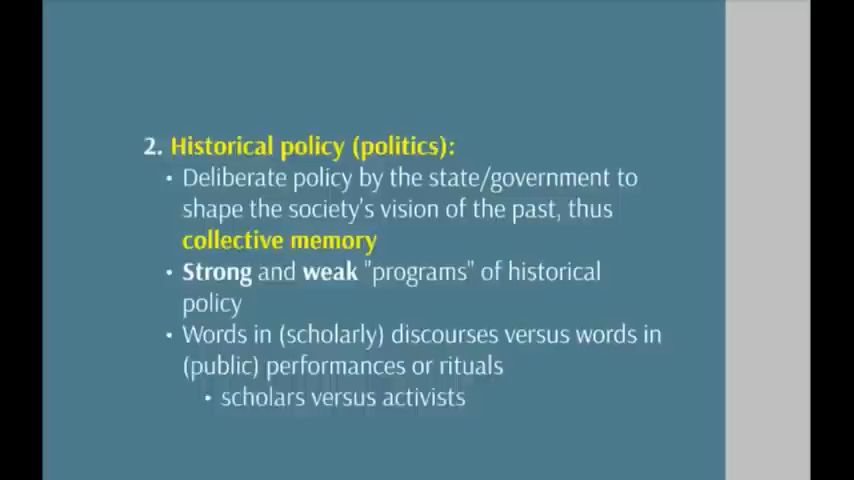 2. Historical policy (politics):
• Deliberate policy by the state/government to
shape the society's vision of the past, thus
collective memory
• Strong and weak "programs" of historical
policy
• Words in (scholarly) discourses versus words in
(public) performances or rituals
• scholars versus activists